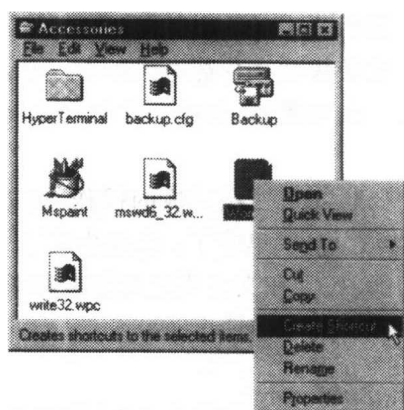 Accessories
File Edit View Help
HyperTerminal backup.cfg Backup
Mspaint mswd6_32.w...
write32.wpc
Creates shortcuts to the selected items.
Open
Quick View
Send To
Cut
Copy
Create Shortcut
Delete
Rename
Properties